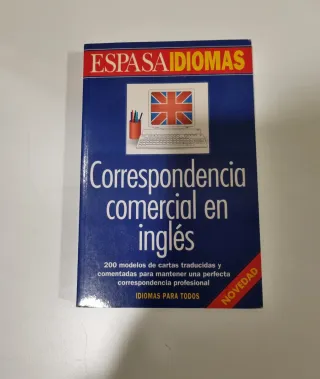 ESPASA IDIOMAS
Correspondencia
comercial en
inglés
200 modelos de cartas traducidas y
comentadas para mantener una perfecta
correspondencia profesional
IDIOMAS PARA TODOS
NOVEDAD